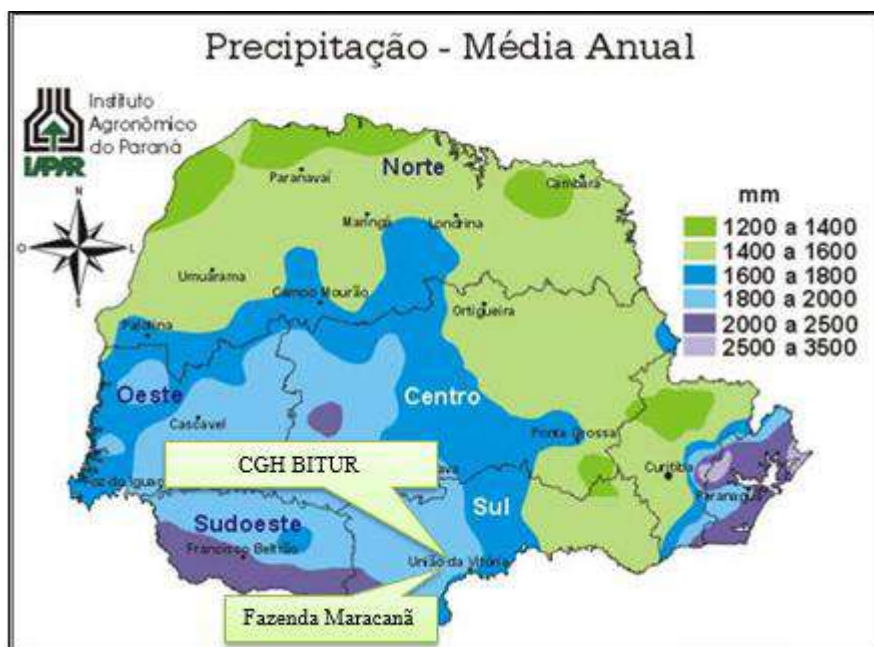 Precipitação - Média Anual
Instituto
Agronômico
do Paraná
IAPAR
N
O
L
S
mm
1200 a 1400
1400 a 1600
1600 a 1800
1800 a 2000
2000 a 2500
2500 a 3500
Paranavaí
Norte
Cambará
Maringá
Londrina
Umuarama
Campo Mourão
Ortigueira
Palotina
Oeste
Centro
Cascavel
Ponta Grossa
CGH BITUR
Curitiba
Paranaguá
Sul
Sudoeste
Francisco Beltrão
União da Vitória
Fazenda Maracanã